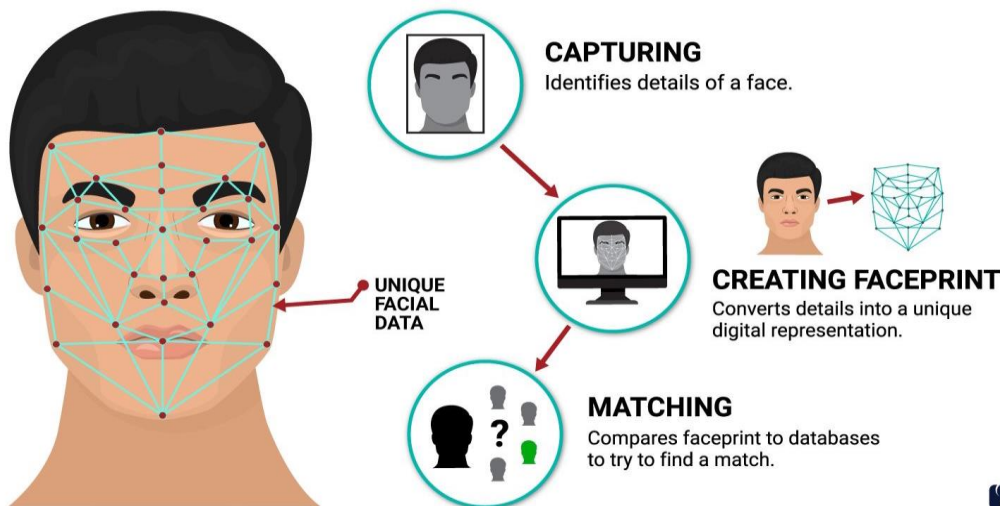 CAPTURING
Identifies details of a face.
UNIQUE
FACIAL
DATA
CREATING FACEPRINT
Converts details into a unique
digital representation.
?
MATCHING
Compares faceprint to databases
to try to find a match.